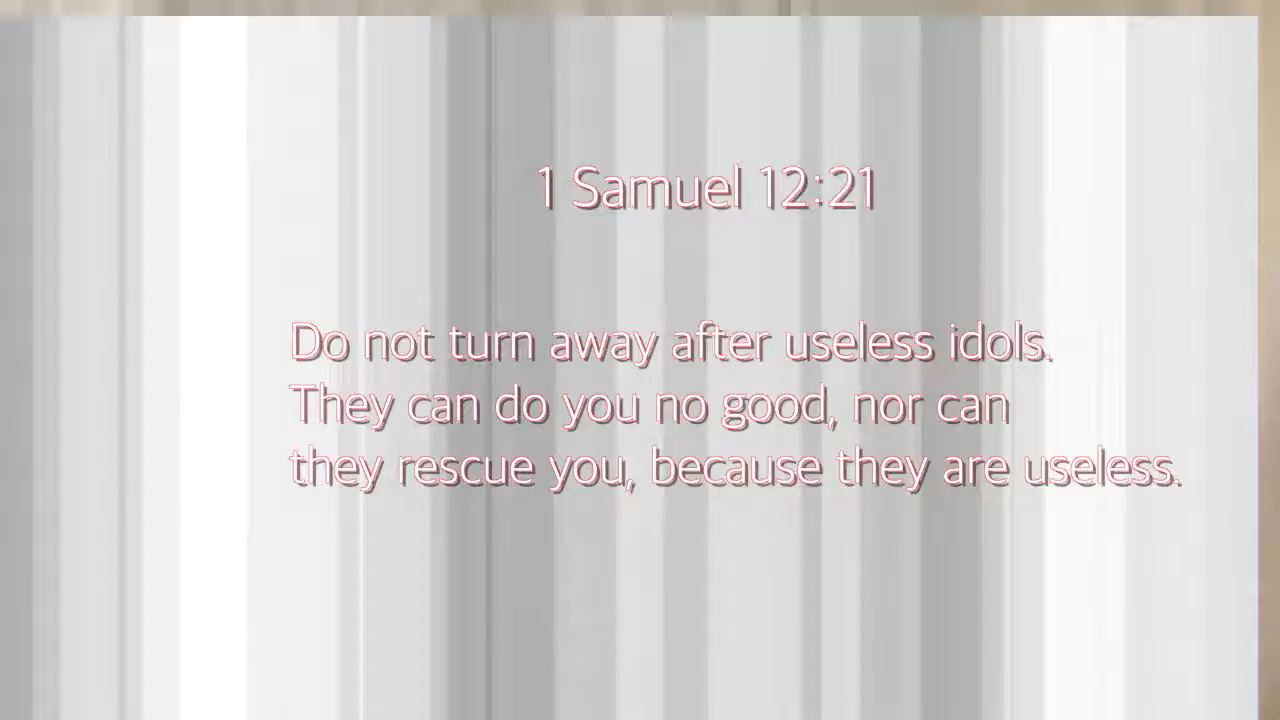 1 Samuel 12:21
Do not turn away after useless idols.
They can do you no good, nor can
they rescue you, because they are useless.